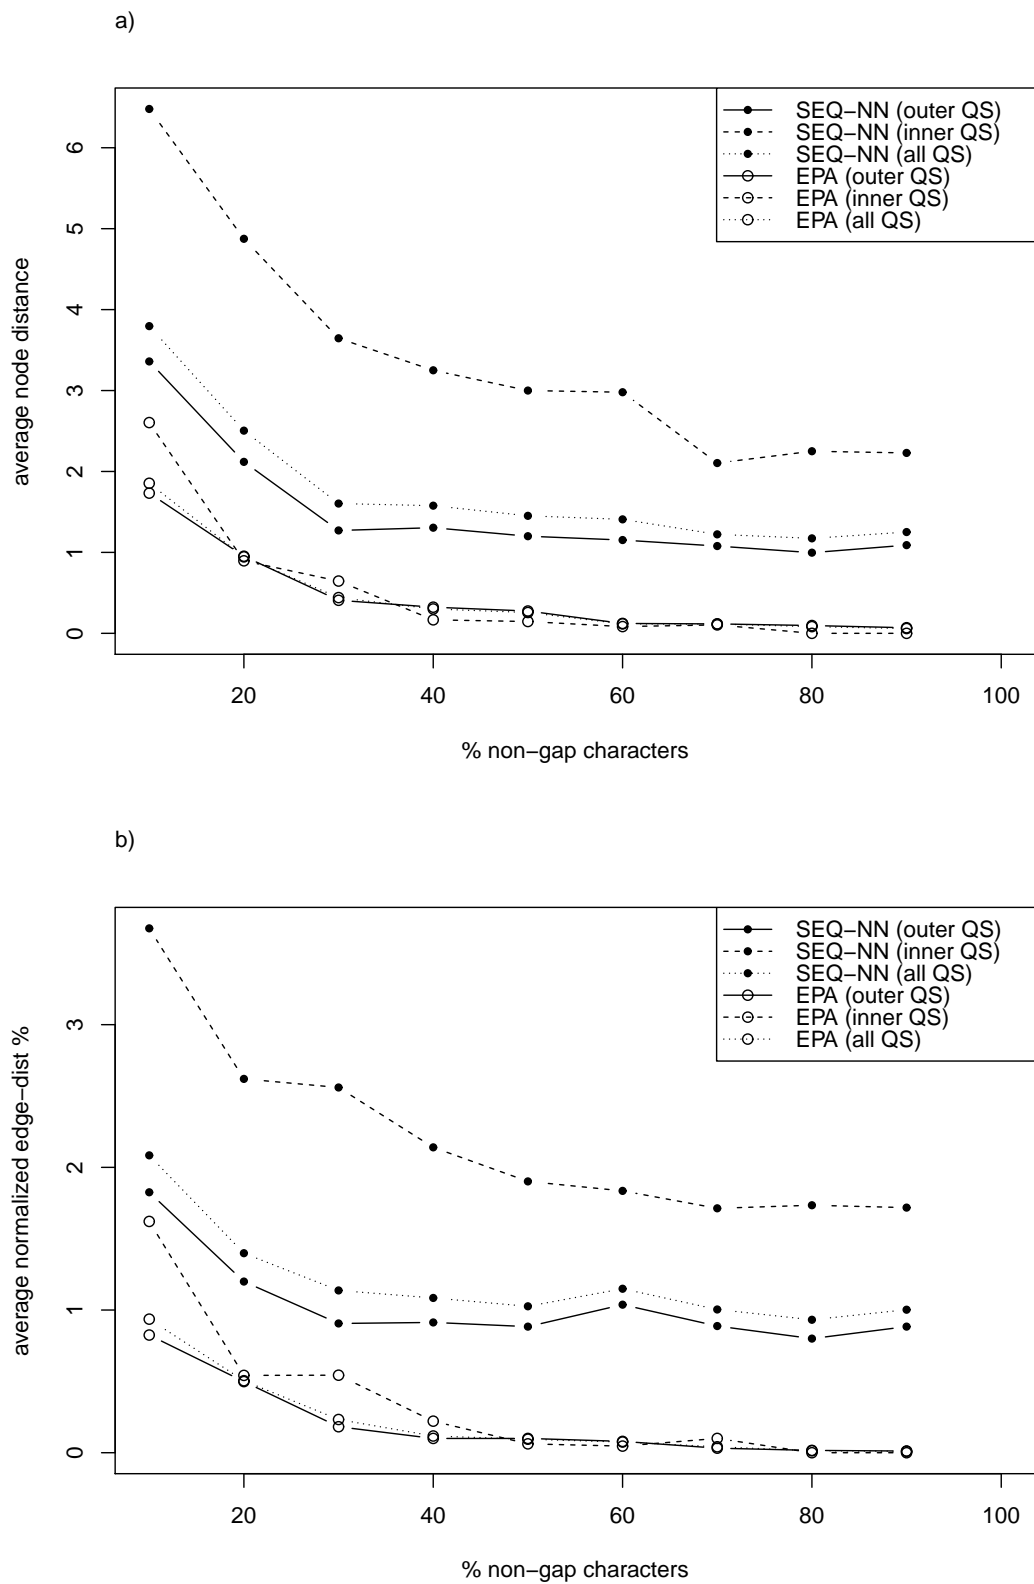 a)
SEQ−NN (outer QS)
SEQ−NN (inner QS)
SEQ−NN (all QS)
EPA (outer QS)
EPA (inner QS)
EPA (all QS)
6
5
4
3
2
1
0
average node distance
20 40 60 80 100
% non−gap characters
b)
SEQ−NN (outer QS)
SEQ−NN (inner QS)
SEQ−NN (all QS)
EPA (outer QS)
EPA (inner QS)
EPA (all QS)
3
2
1
0
average normalized edge−dist %
20 40 60 80 100
% non−gap characters